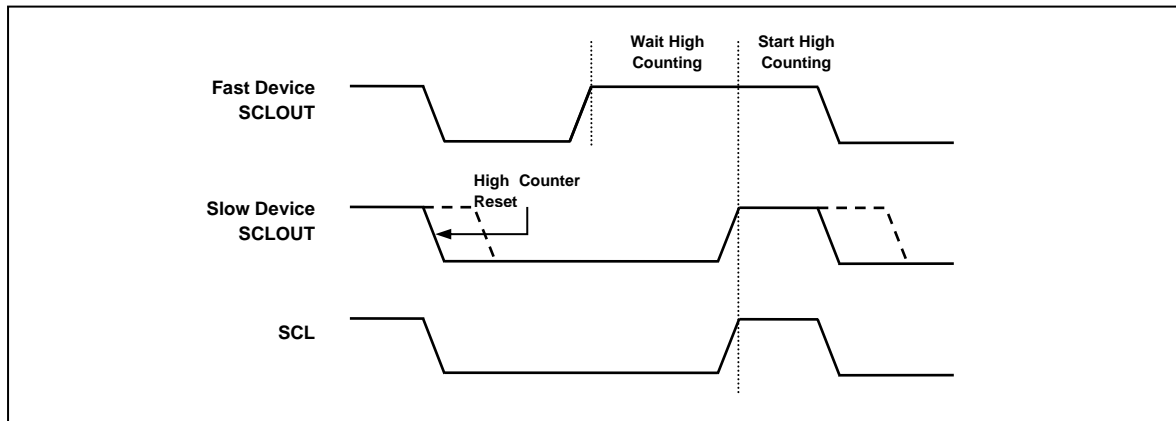 Wait High
Counting
Start High
Counting
Fast Device
SCLOUT
High Counter
Reset
Slow Device
SCLOUT
SCL